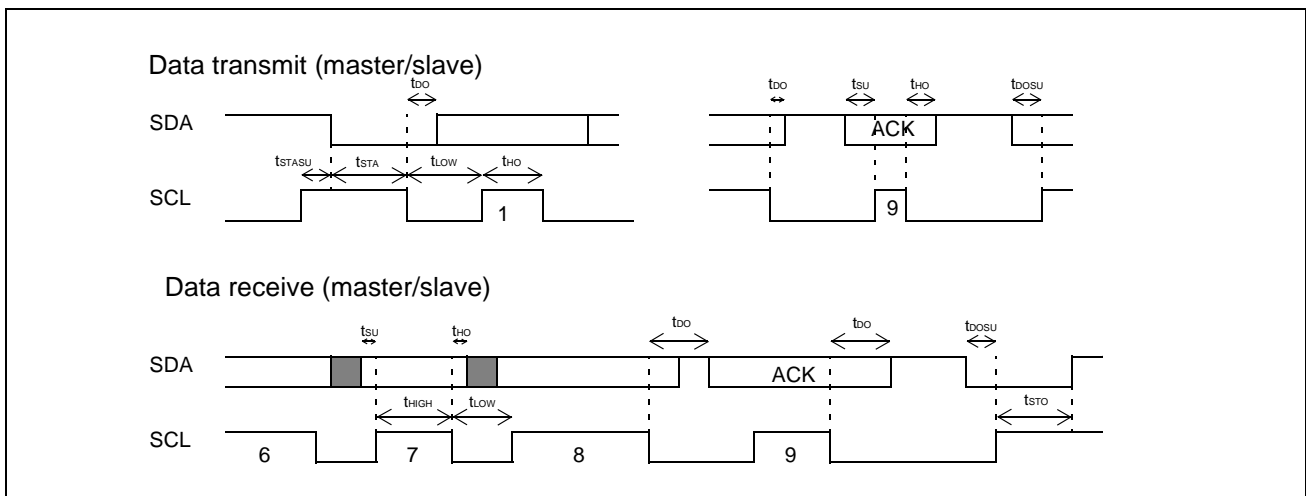 Data transmit (master/slave)
tDO tDO tSU tHO tDOSU
SDA ACK
tSTASU tSTA tLOW tHO
SCL 1 9
Data receive (master/slave)
tSU tHO tDO tDO tDOSU
SDA ACK
tHIGH tLOW tSTO
SCL 6 7 8 9